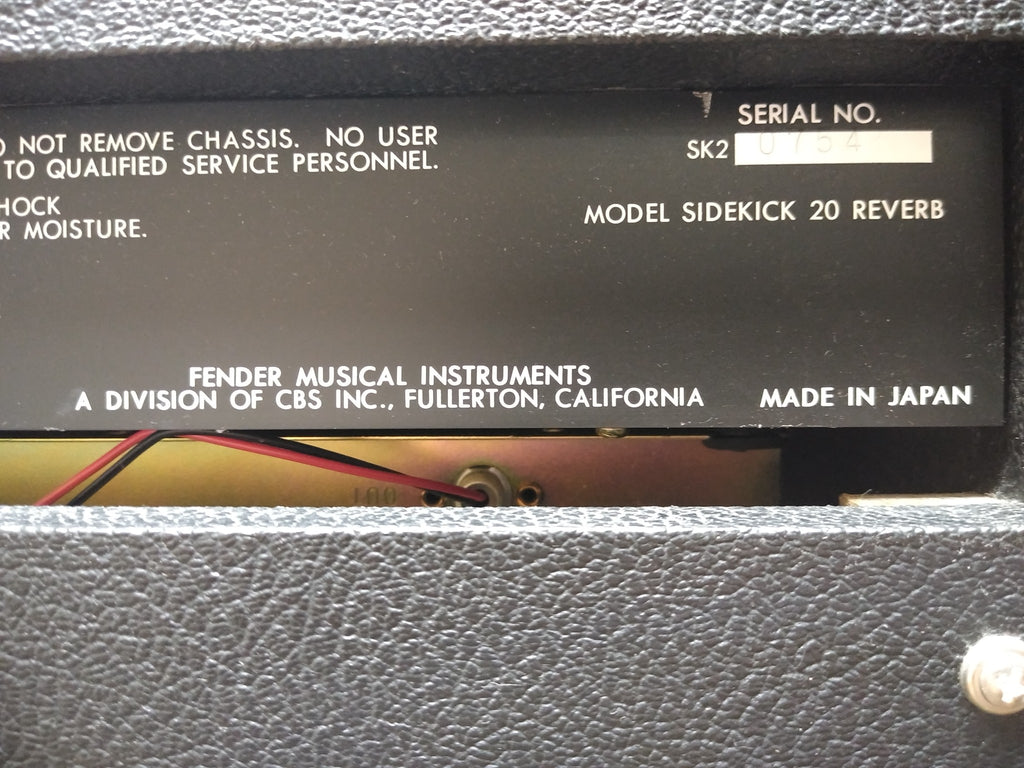 NOT REMOVE CHASSIS. NO USER
TO QUALIFIED SERVICE PERSONNEL.
HOCK
R MOISTURE.
SERIAL NO.
SK2 0754
MODEL SIDEKICK 20 REVERB
FENDER MUSICAL INSTRUMENTS
A DIVISION OF CBS INC., FULLERTON, CALIFORNIA
MADE IN JAPAN